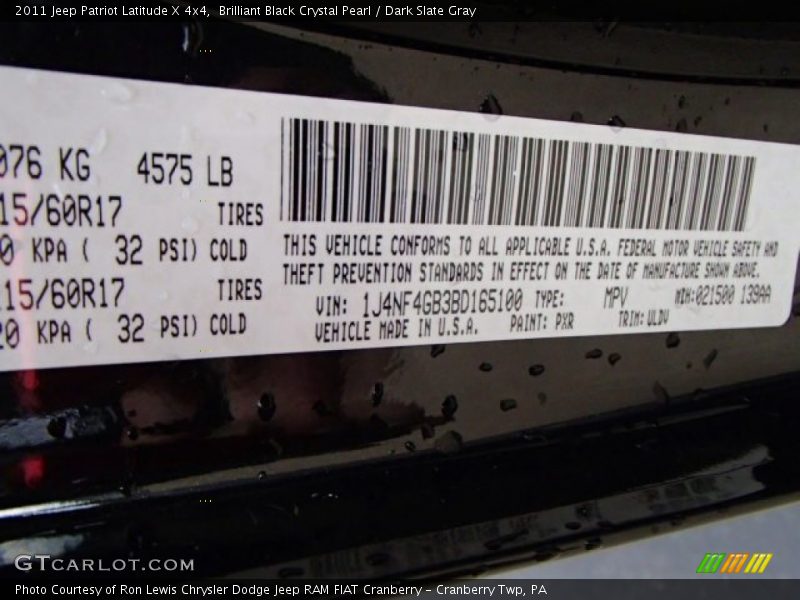 2011 Jeep Patriot Latitude X 4x4, Brilliant Black Crystal Pearl / Dark Slate Gray
076 KG 4575 LB
15/60R17 TIRES
0 KPA ( 32 PSI) COLD
15/60R17 TIRES
20 KPA ( 32 PSI) COLD
THIS VEHICLE CONFORMS TO ALL APPLICABLE U.S.A. FEDERAL MOTOR VEHICLE SAFETY AND
THEFT PREVENTION STANDARDS IN EFFECT ON THE DATE OF MANUFACTURE SHOWN ABOVE.
VIN: 1J4NF4GB3BD165100 TYPE: MPV MDH:021500 139AA
VEHICLE MADE IN U.S.A. PAINT: PXR TRIM:ULDV
GTCARLOT.COM
Photo Courtesy of Ron Lewis Chrysler Dodge Jeep RAM FIAT Cranberry - Cranberry Twp, PA